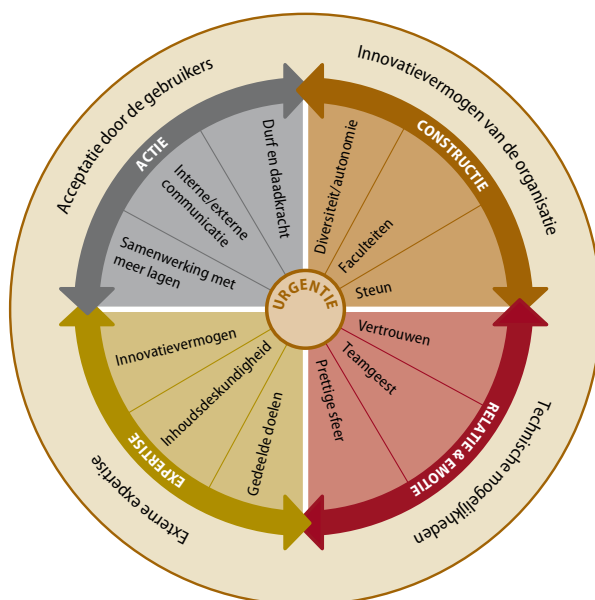 Acceptatie door de gebruikers
Innovatievermogen van de organisatie
ACTIE
CONSTRUCTIE
Durf en daadkracht
Interne/externe
communicatie
Samenwerking met
meer lagen
Diversiteit/autonomie
Faculteiten
Steun
URGENTIE
Innovatievermogen
Inhoudsdeskundigheid
Gedeelde doelen
Vertrouwen
Teamgeest
Prettige sfeer
EXPERTISE
RELATIE & EMOTIE
Externe expertise
Technische mogelijkheden